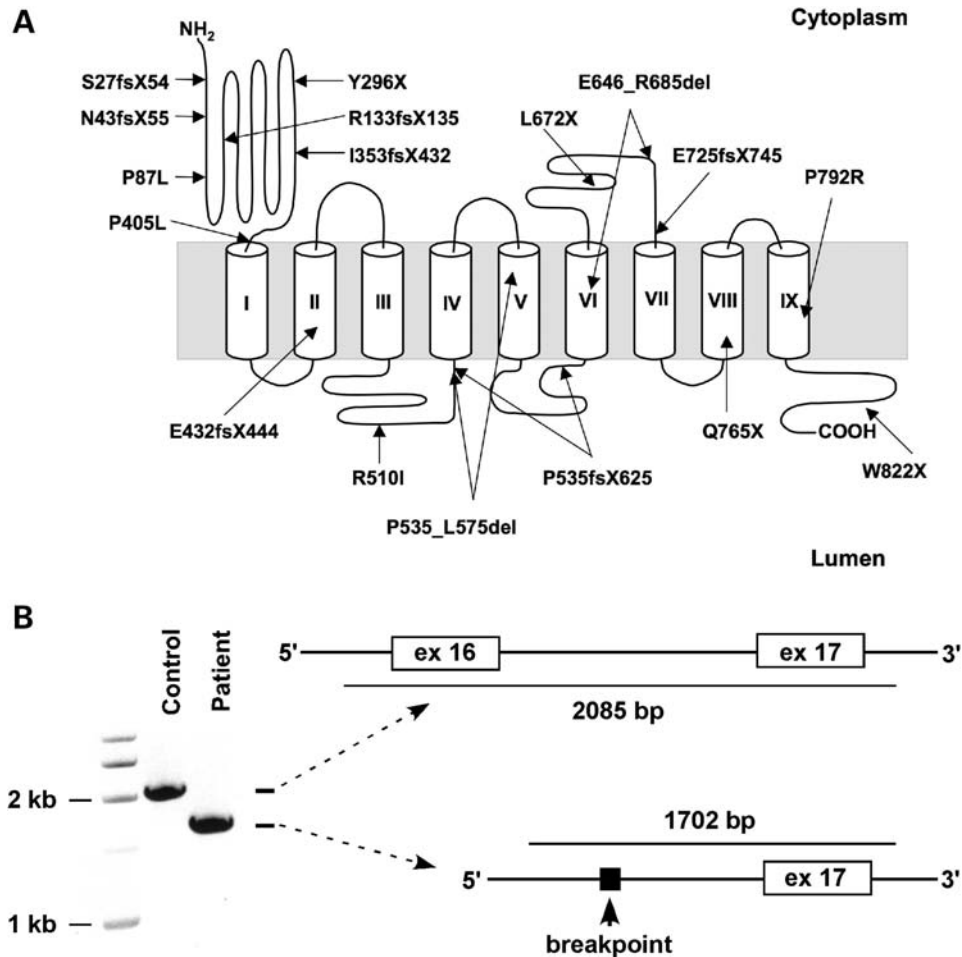 A
Cytoplasm
NH2
S27fsX54
Y296X
E646_R685del
N43fsX55
R133fsX135
L672X
I353fsX432
E725fsX745
P87L
P792R
P405L
I
II
III
IV
V
VI
VII
VIII
IX
E432fsX444
R510I
P535_L575del
P535fsX625
Q765X
COOH
W822X
Lumen
B
Control
Patient
5'
ex 16
ex 17
3'
2085 bp
2 kb
1702 bp
5'
ex 17
3'
1 kb
breakpoint